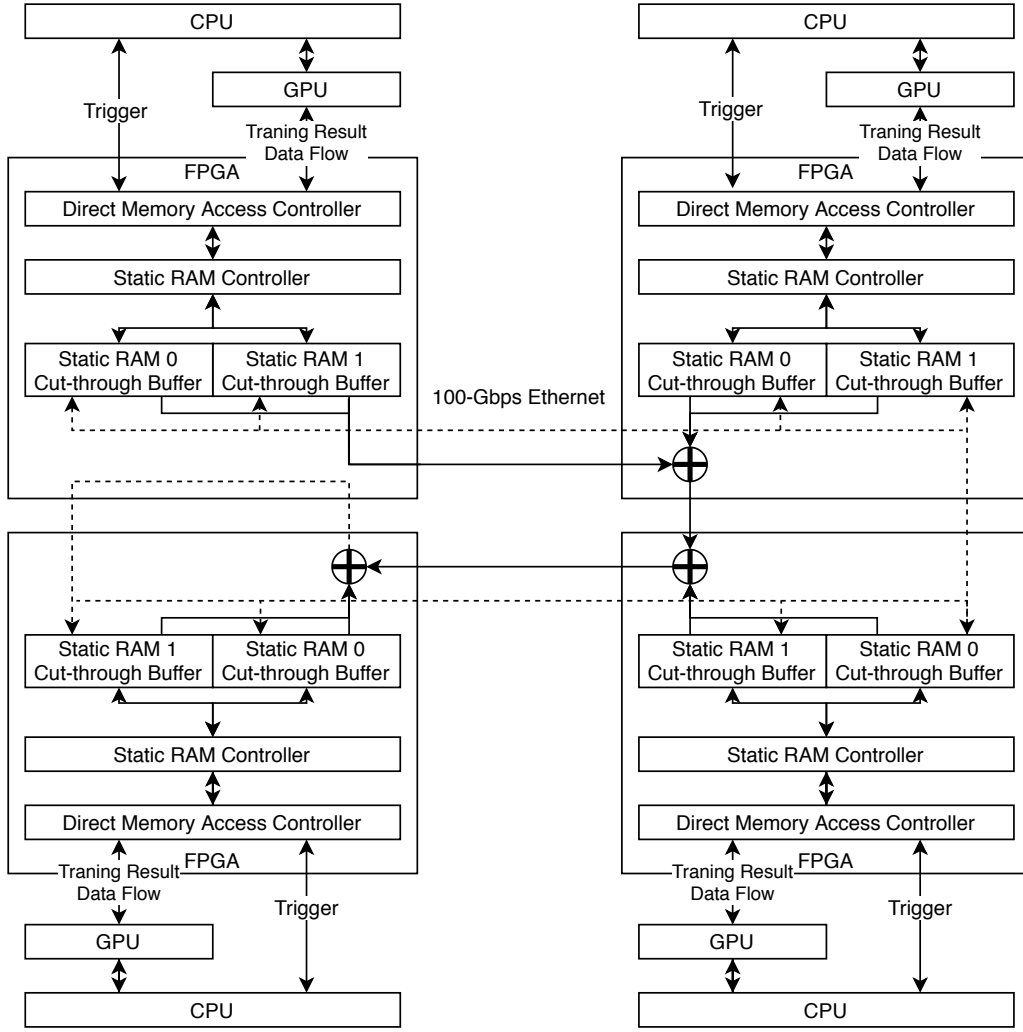 CPU
CPU
GPU
GPU
Trigger
Trigger
Traning Result
Data Flow
Traning Result
Data Flow
FPGA
FPGA
Direct Memory Access Controller
Direct Memory Access Controller
Static RAM Controller
Static RAM Controller
Static RAM 0
Cut-through Buffer
Static RAM 1
Cut-through Buffer
Static RAM 0
Cut-through Buffer
Static RAM 1
Cut-through Buffer
100-Gbps Ethernet
Static RAM 1
Cut-through Buffer
Static RAM 0
Cut-through Buffer
Static RAM 1
Cut-through Buffer
Static RAM 0
Cut-through Buffer
Static RAM Controller
Static RAM Controller
Direct Memory Access Controller
Direct Memory Access Controller
Traning Result
Data Flow
FPGA
Traning Result
Data Flow
FPGA
Trigger
Trigger
GPU
GPU
CPU
CPU